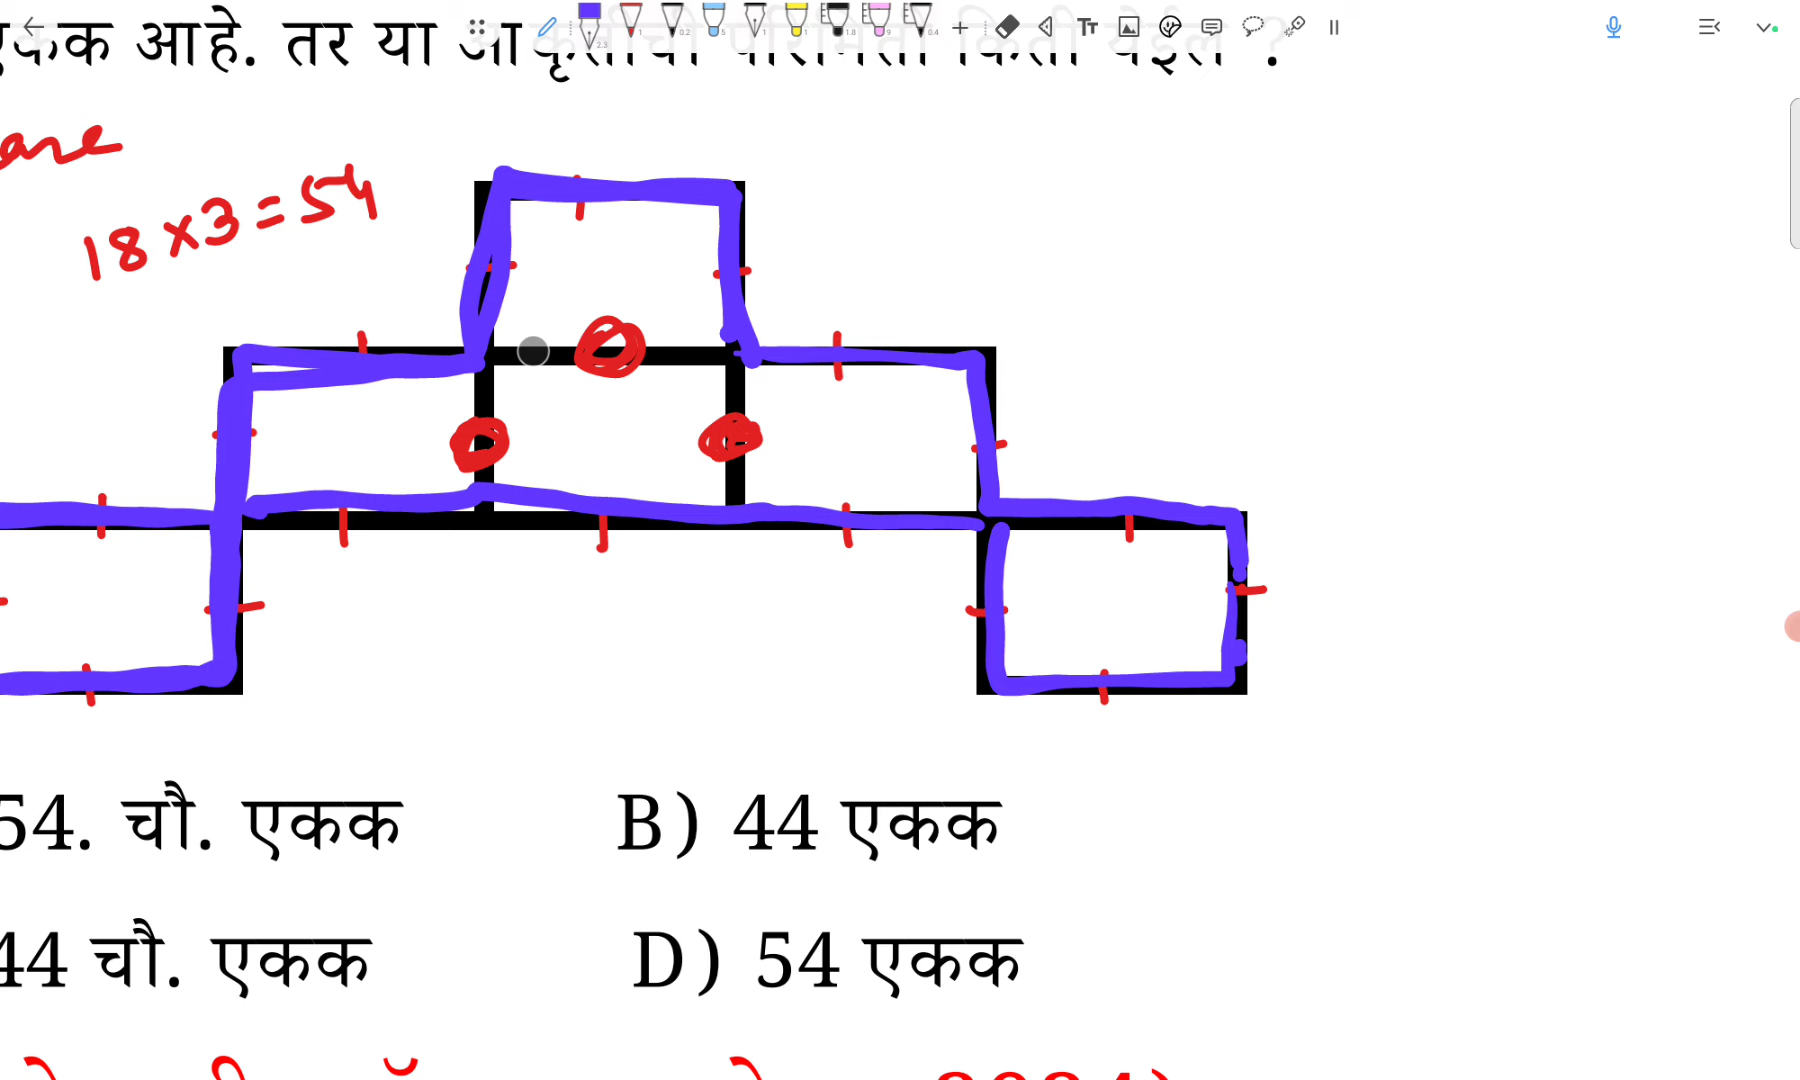 एकक आहे. तर या आकृतीची परिमिती किती येईल ?
are
18 × 3 = 54
54. चौ. एकक B) 44 एकक
44 चौ. एकक D) 54 एकक